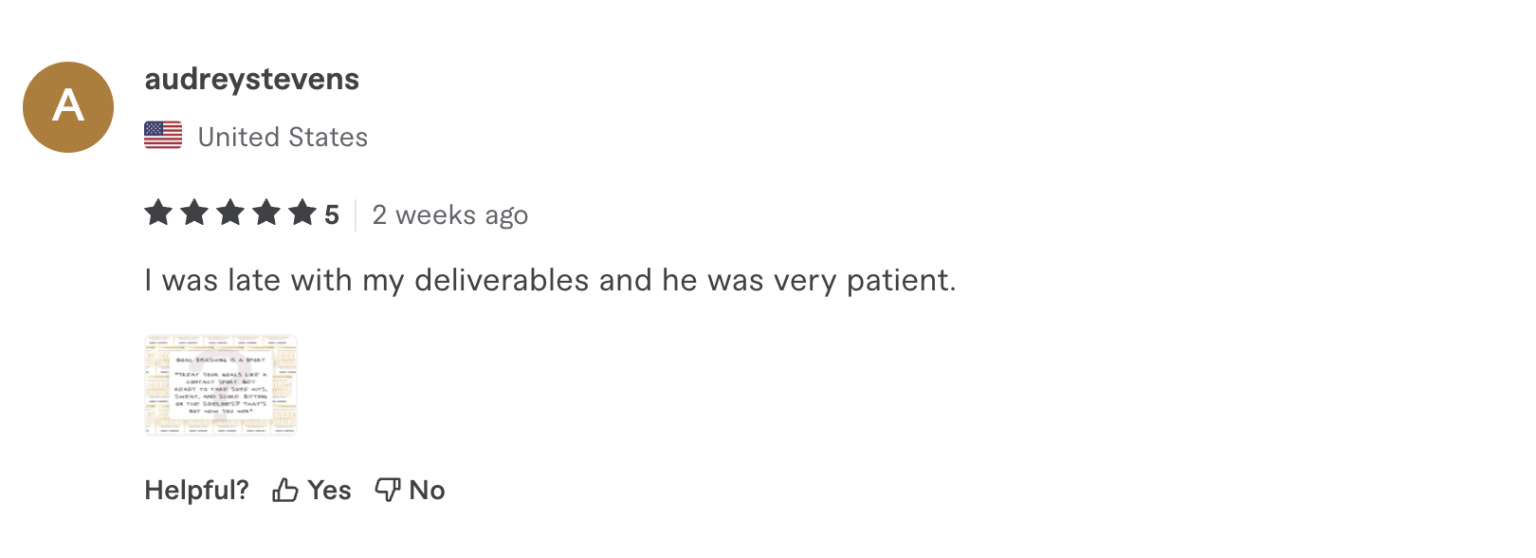 A
audreystevens
United States
5
2 weeks ago
I was late with my deliverables and he was very patient.
GOAL SMASHING IS A SPORT
"TREAT YOUR GOALS LIKE A
CONTACT SPORT. GET
READY TO TAKE SOME HITS,
SWEAT, AND SCORE. SITTING
ON THE SIDELINES? THAT'S
NOT HOW YOU WIN"
Helpful?
Yes
No